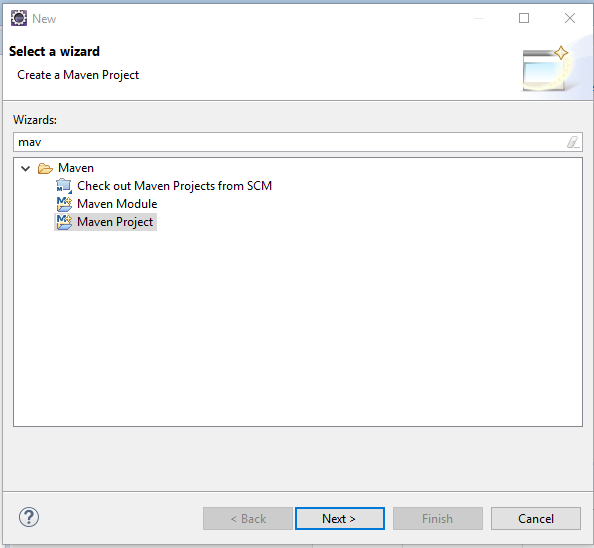 New
Select a wizard
Create a Maven Project
Wizards:
mav
Maven
Check out Maven Projects from SCM
Maven Module
Maven Project
< Back Next > Finish Cancel